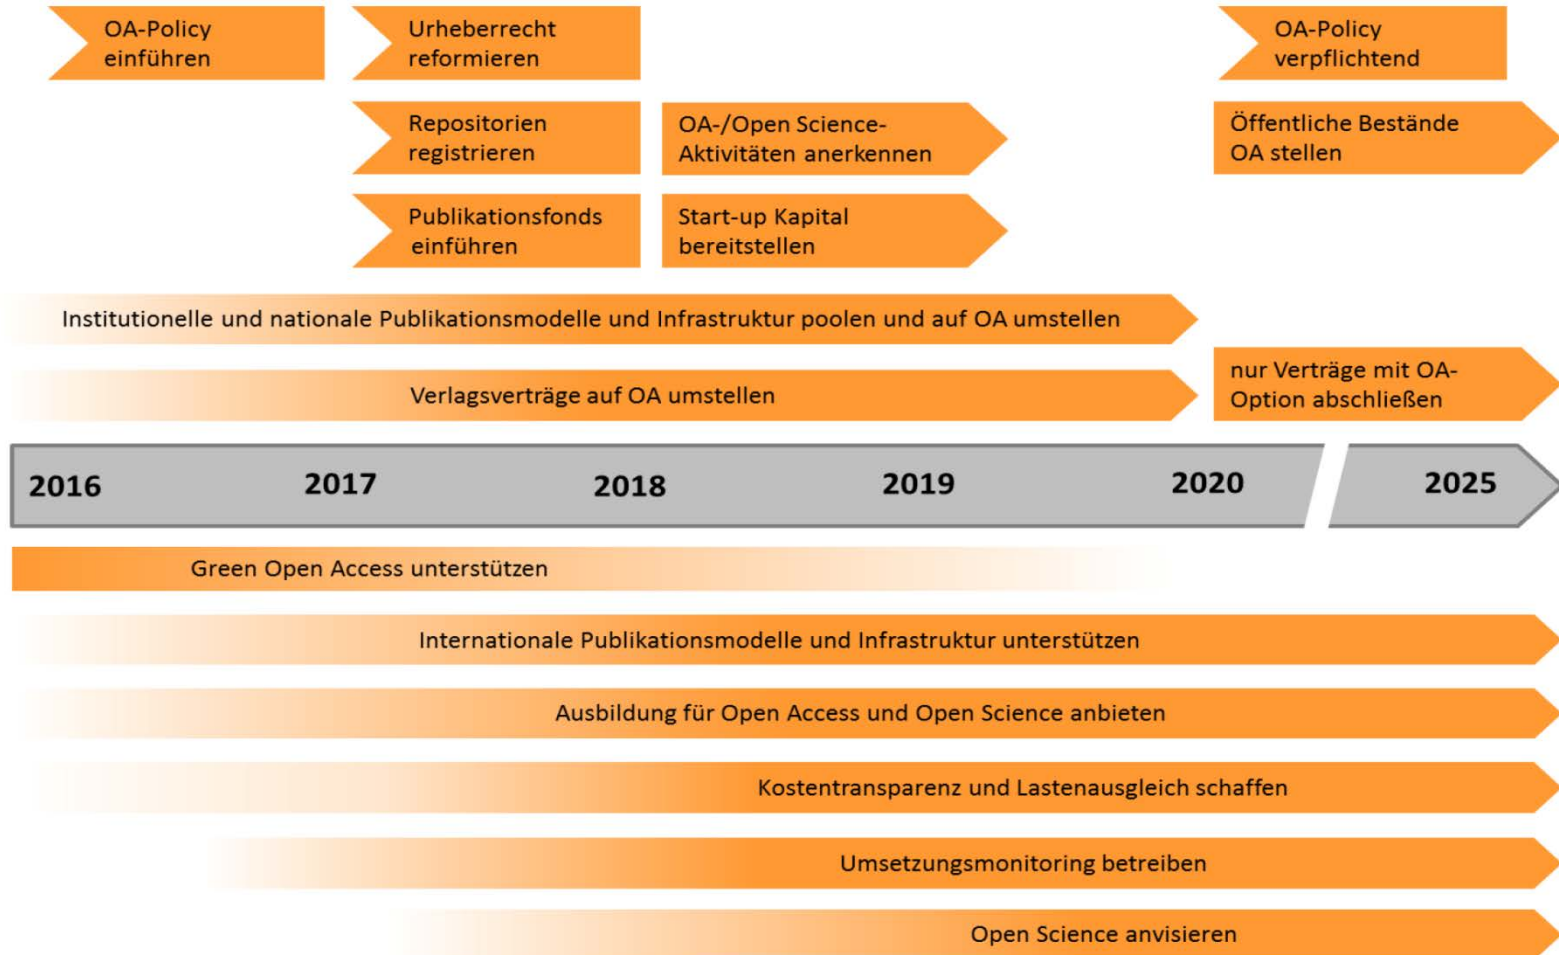 OA-Policy
einführen
Urheberrecht
reformieren
OA-Policy
verpflichtend
Repositorien
registrieren
OA-/Open Science-
Aktivitäten anerkennen
Öffentliche Bestände
OA stellen
Publikationsfonds
einführen
Start-up Kapital
bereitstellen
Institutionelle und nationale Publikationsmodelle und Infrastruktur poolen und auf OA umstellen
Verlagsverträge auf OA umstellen
nur Verträge mit OA-
Option abschließen
2016 2017 2018 2019 2020 2025
Green Open Access unterstützen
Internationale Publikationsmodelle und Infrastruktur unterstützen
Ausbildung für Open Access und Open Science anbieten
Kostentransparenz und Lastenausgleich schaffen
Umsetzungsmonitoring betreiben
Open Science anvisieren